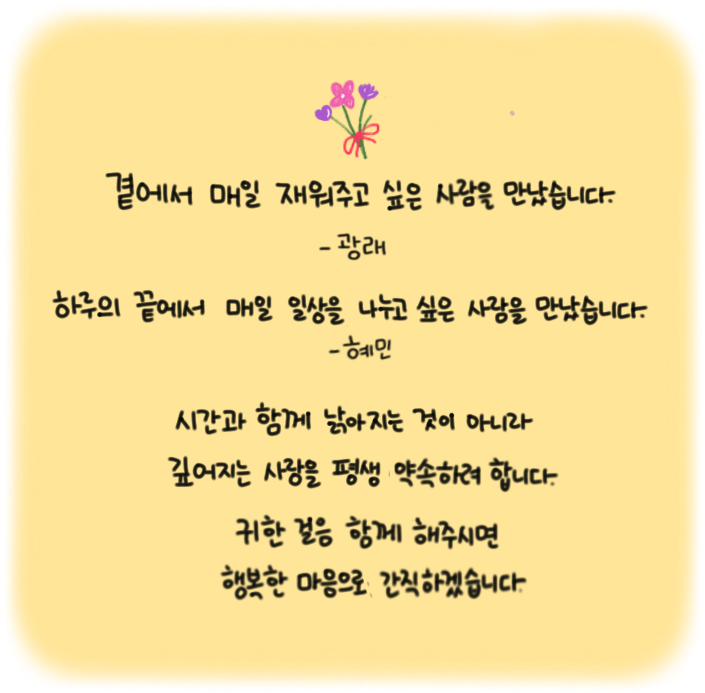 곁에서 매일 재워주고 싶은 사람을 만났습니다.
- 광래
하루의 끝에서 매일 일상을 나누고 싶은 사람을 만났습니다.
- 혜민
시간과 함께 낡아지는 것이 아니라
깊어지는 사랑을 평생 약속하려 합니다.
귀한 걸음 함께 해주시면
행복한 마음으로 간직하겠습니다.